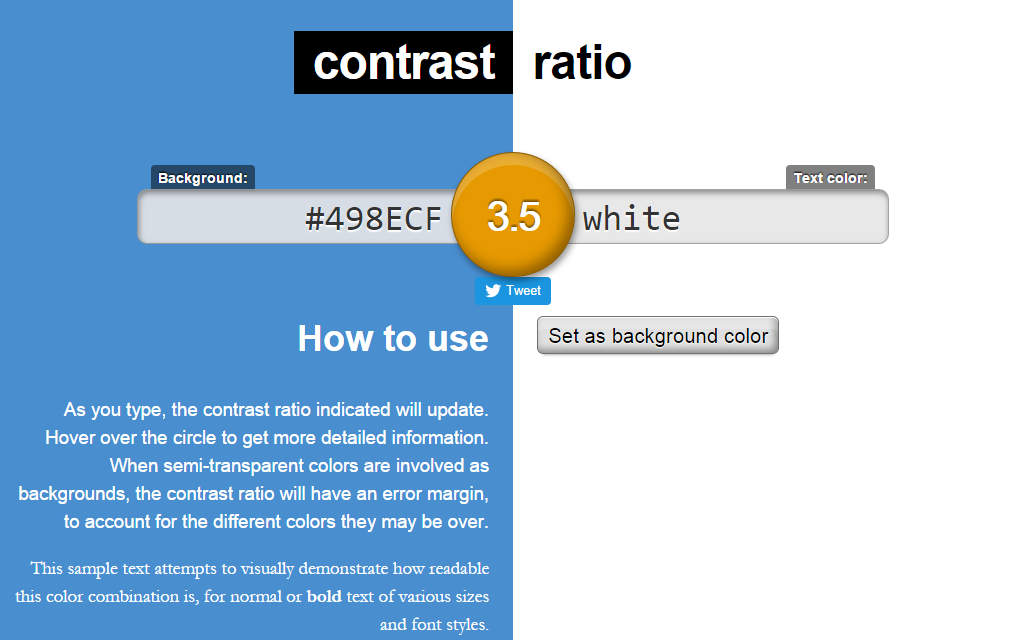 contrast ratio
Background:
Text color:
#498ECF
3.5
white
Tweet
How to use
Set as background color
As you type, the contrast ratio indicated will update.
Hover over the circle to get more detailed information.
When semi-transparent colors are involved as
backgrounds, the contrast ratio will have an error margin,
to account for the different colors they may be over.
This sample text attempts to visually demonstrate how readable
this color combination is, for normal or bold text of various sizes
and font styles.